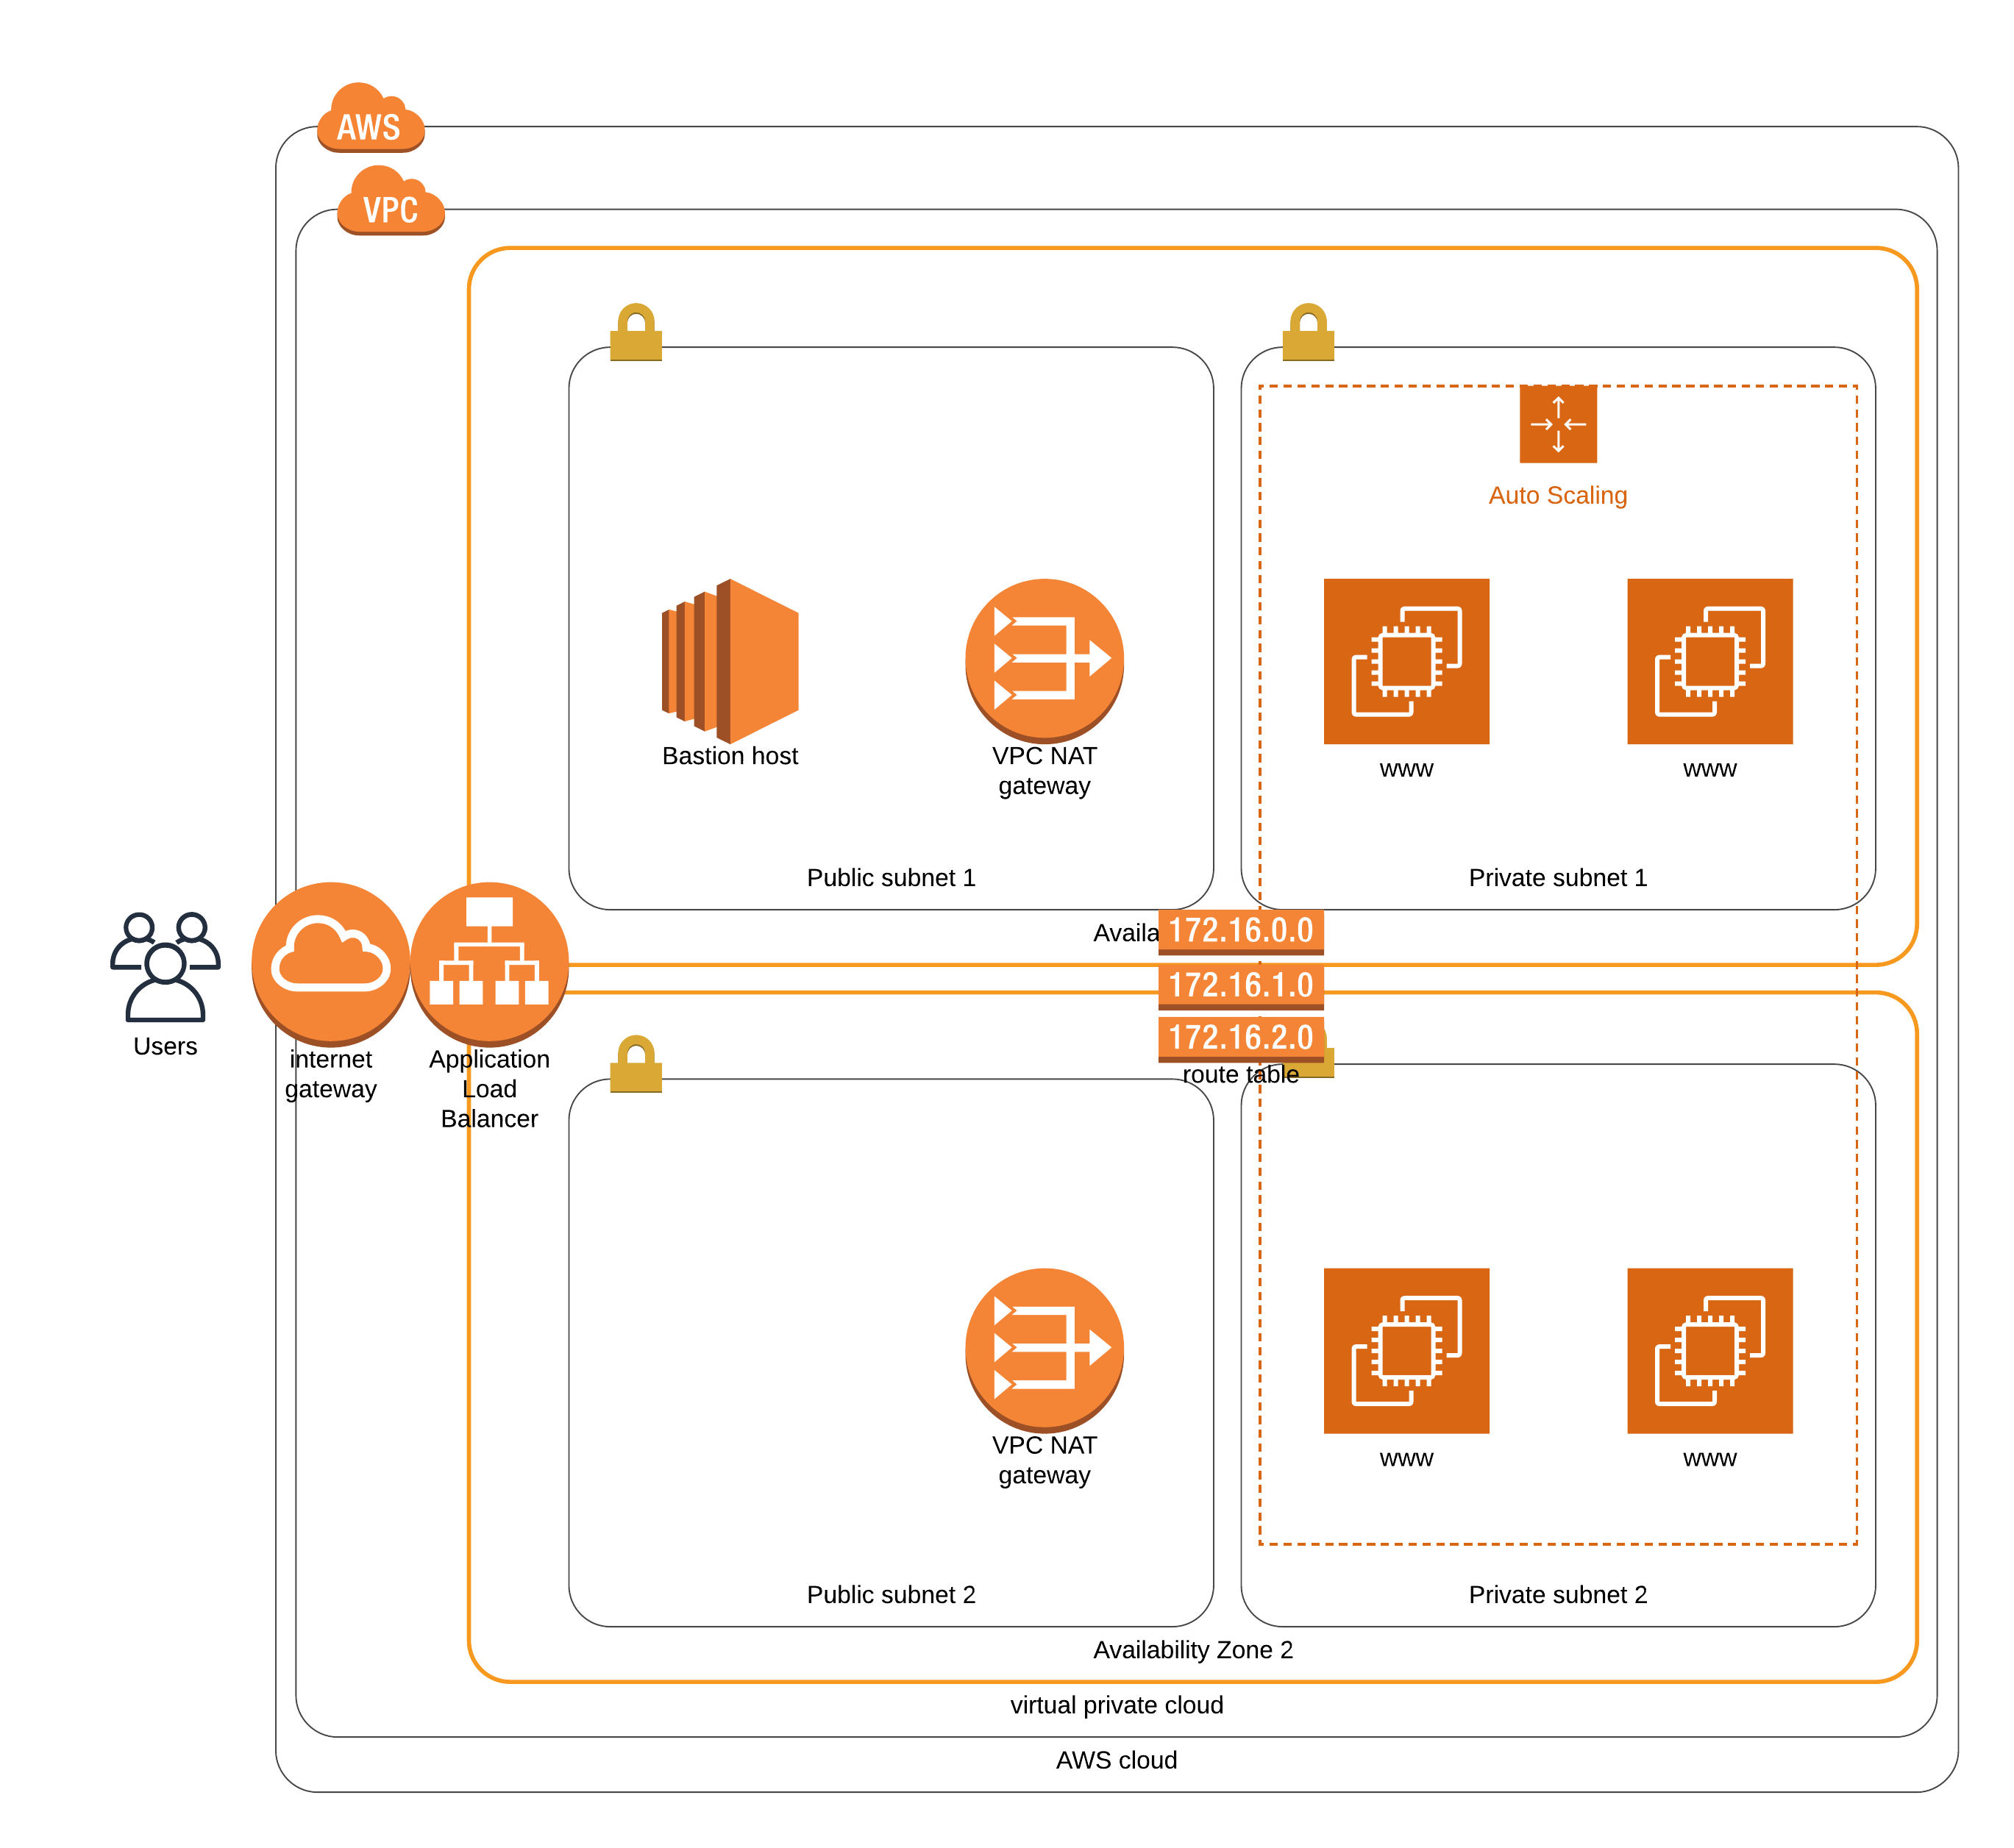 AWS
VPC
Auto Scaling
Bastion host
VPC NAT
gateway
www
www
Public subnet 1
Private subnet 1
172.16.0.0
172.16.1.0
172.16.2.0
route table
Users
internet
gateway
Application
Load
Balancer
VPC NAT
gateway
www
www
Public subnet 2
Private subnet 2
Availability Zone 2
virtual private cloud
AWS cloud